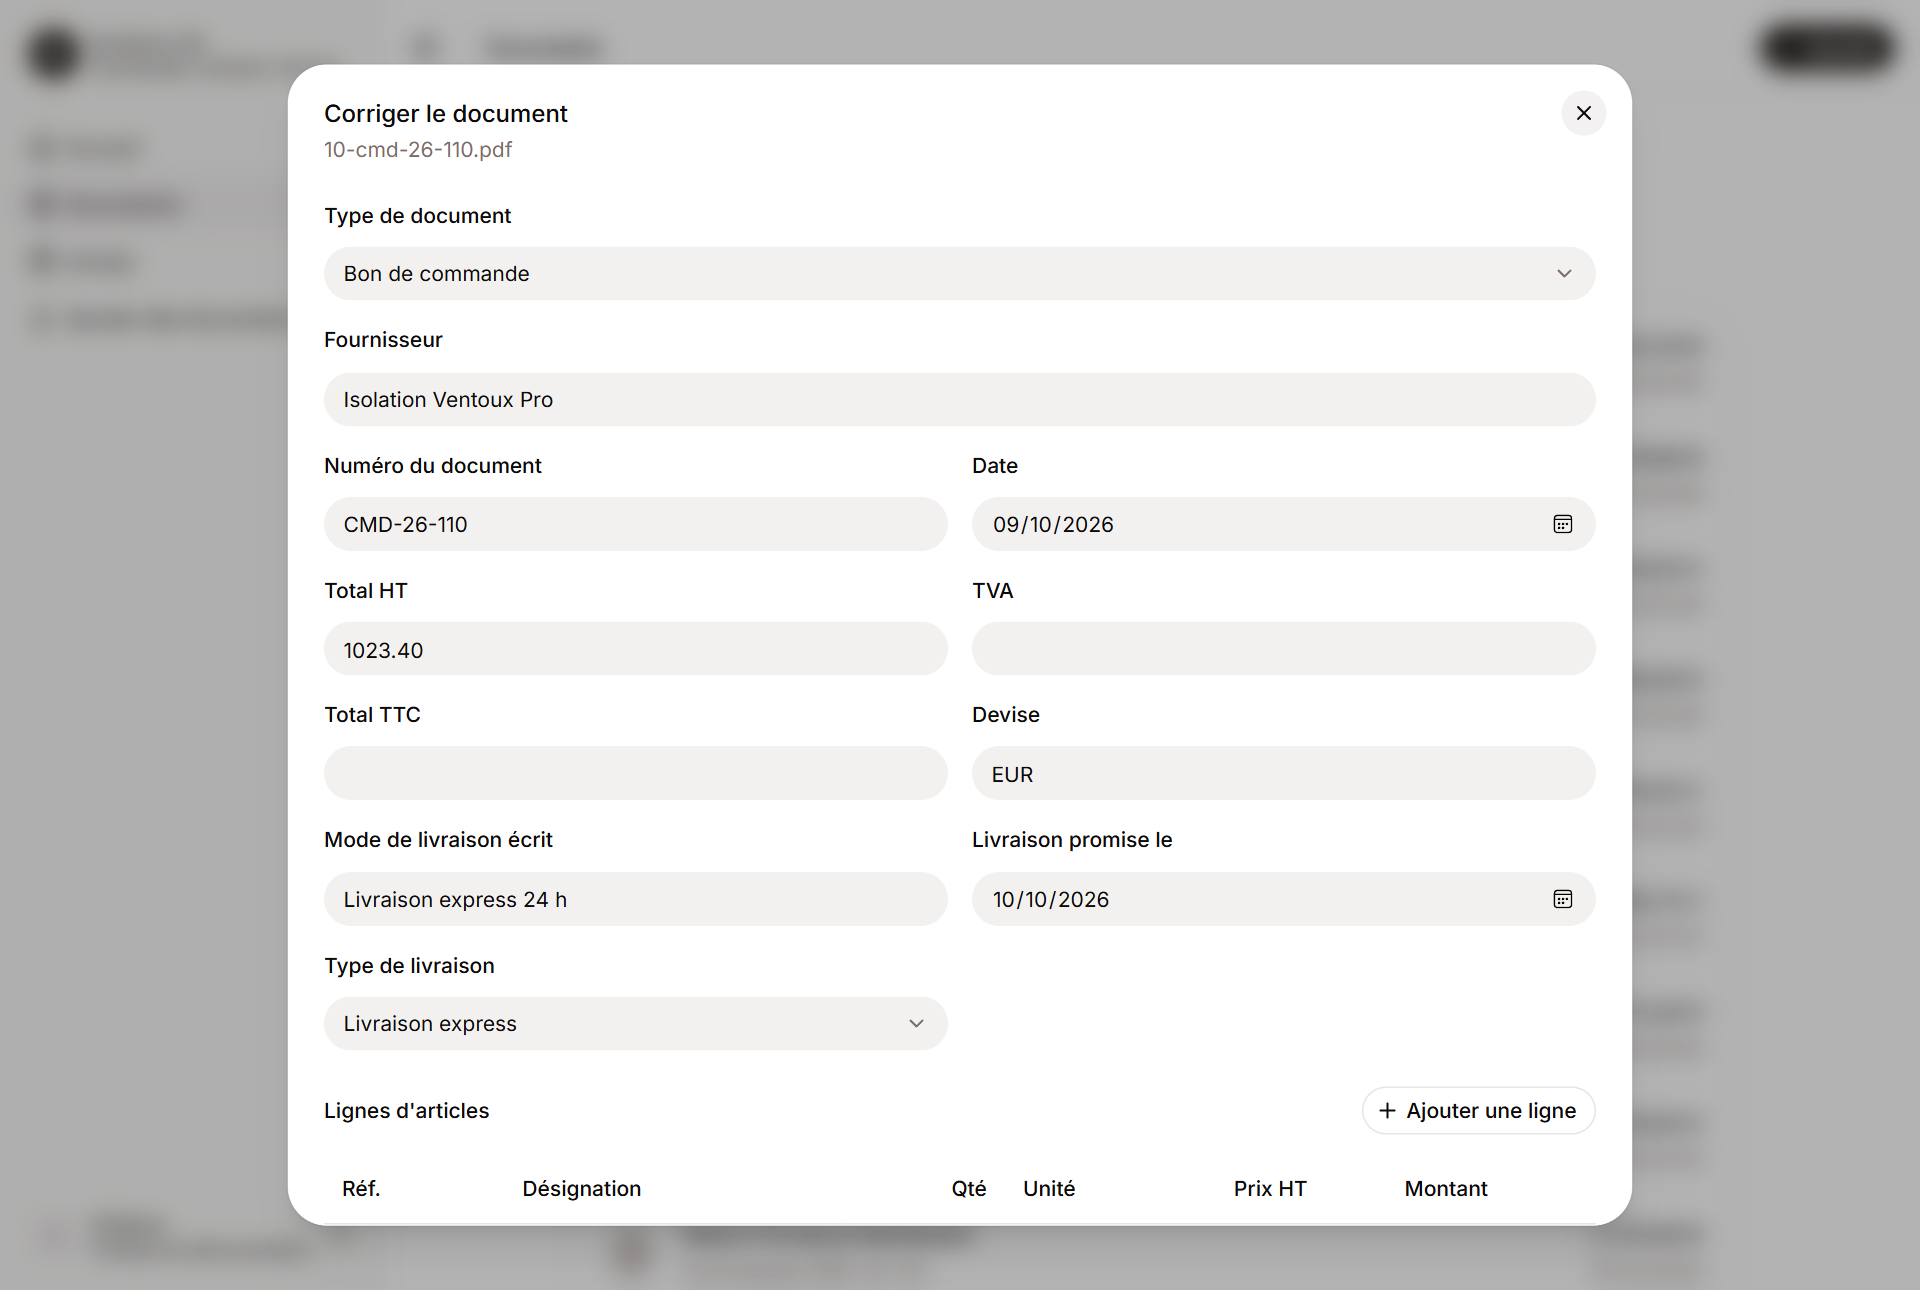 Corriger le document
10-cmd-26-110.pdf
Type de document
Bon de commande
Fournisseur
Isolation Ventoux Pro
Numéro du document
Date
CMD-26-110
09/10/2026
Total HT
TVA
1023.40
Total TTC
Devise
EUR
Mode de livraison écrit
Livraison promise le
Livraison express 24 h
10/10/2026
Type de livraison
Livraison express
Lignes d'articles
+ Ajouter une ligne
Réf. Désignation Qté Unité Prix HT Montant